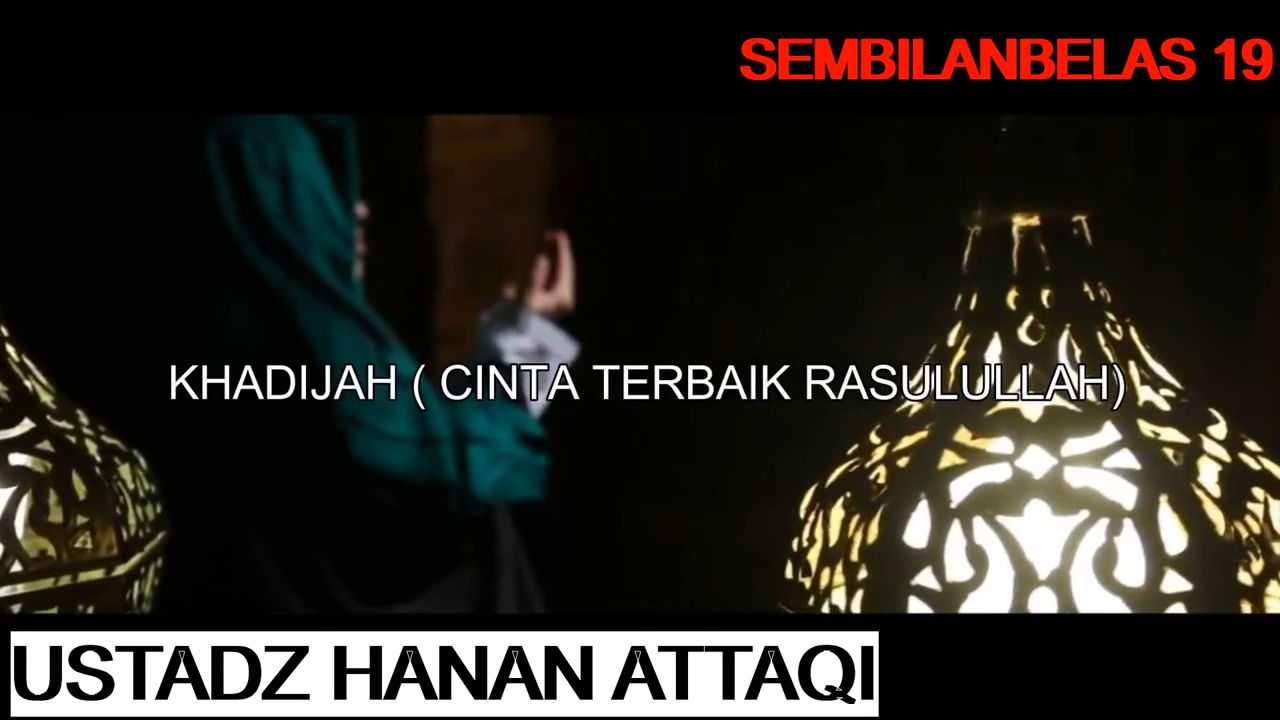 SEMBILANBELAS 19
KHADIJAH ( CINTA TERBAIK RASULULLAH)
USTADZ HANAN ATTAQI